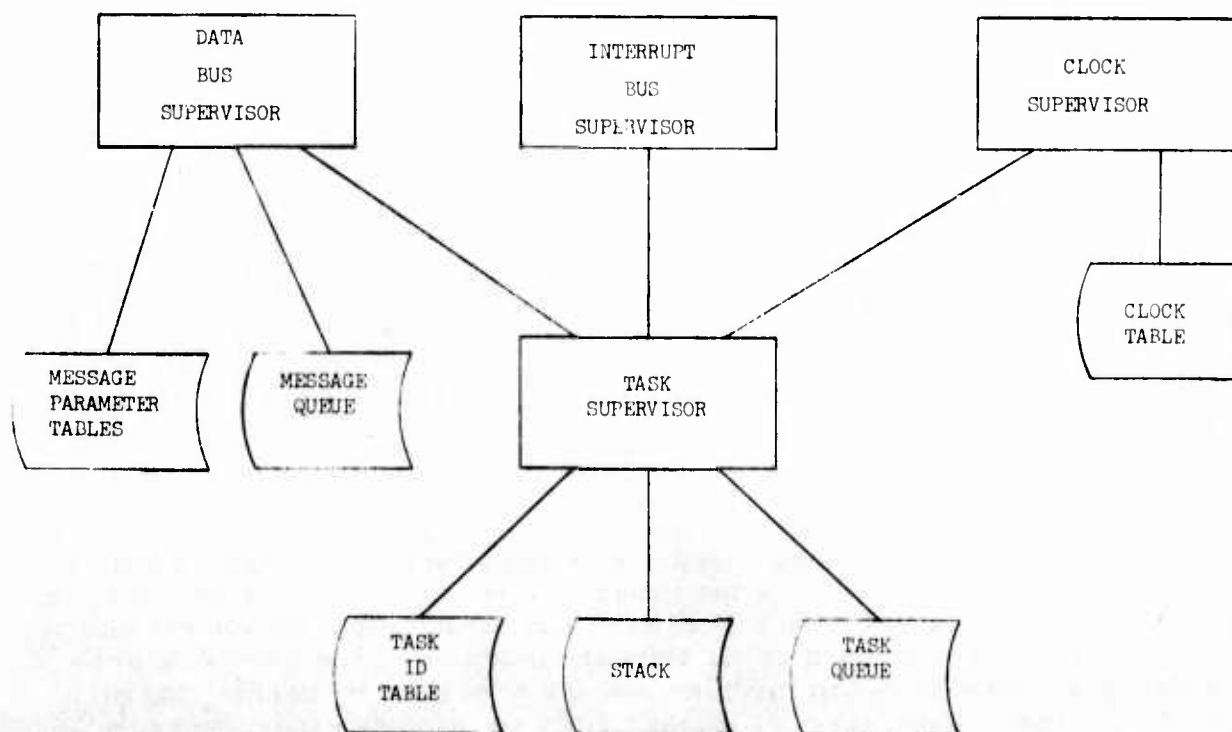 DATA
BUS
SUPERVISOR
INTERRUPT
BUS
SUPERVISOR
CLOCK
SUPERVISOR
CLOCK
TABLE
MESSAGE
PARAMETER
TABLES
MESSAGE
QUEUE
TASK
SUPERVISOR
TASK
ID
TABLE
STACK
TASK
QUEUE